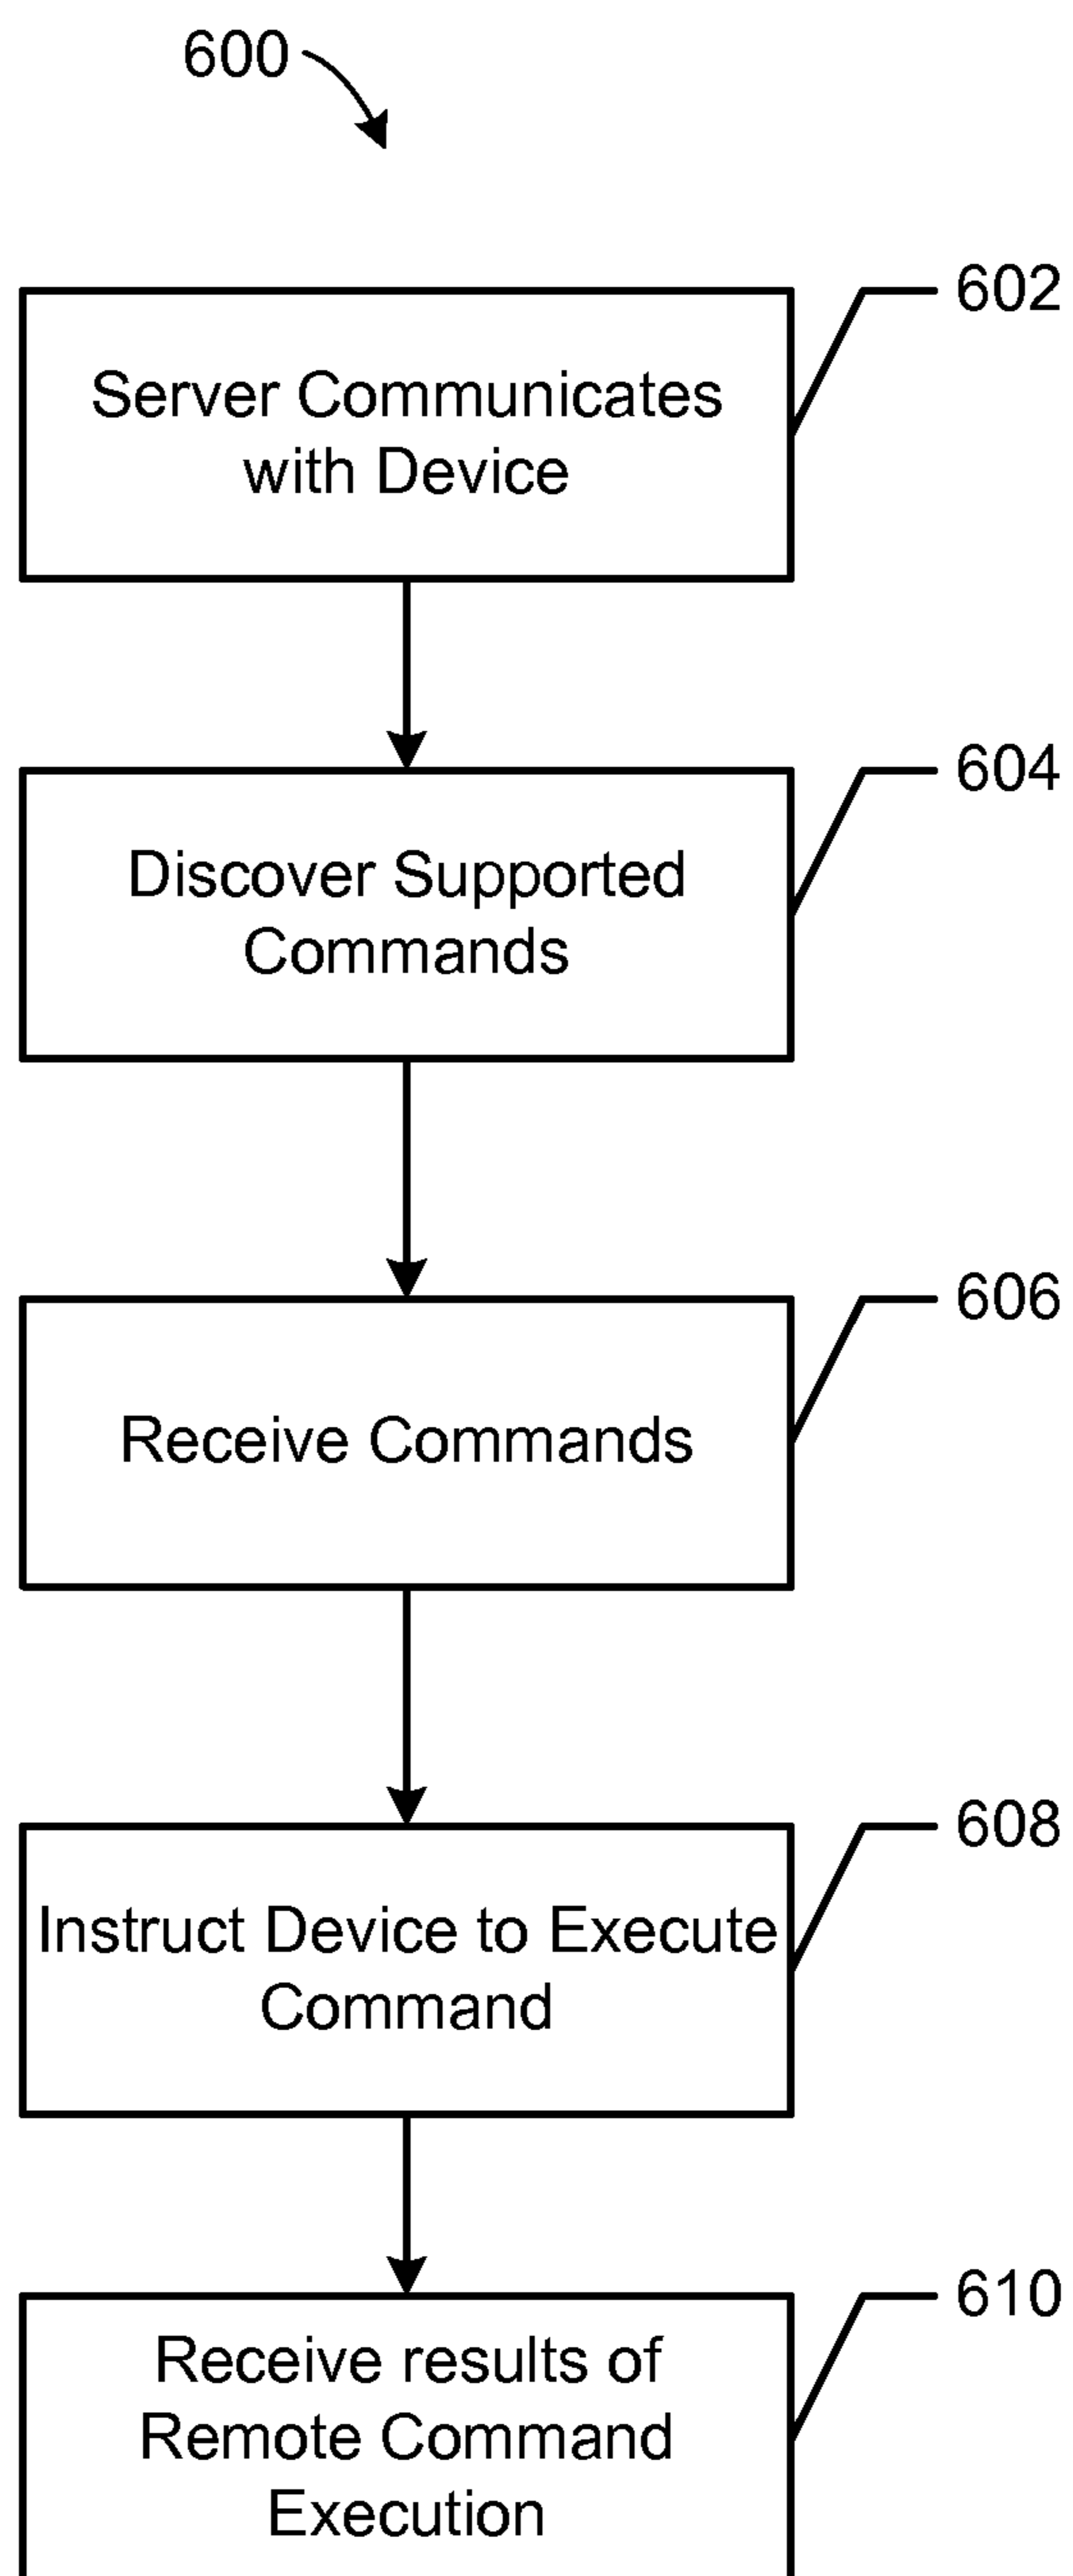 600
602
Server Communicates
with Device
604
Discover Supported
Commands
606
Receive Commands
608
Instruct Device to Execute
Command
610
Receive results of
Remote Command
Execution